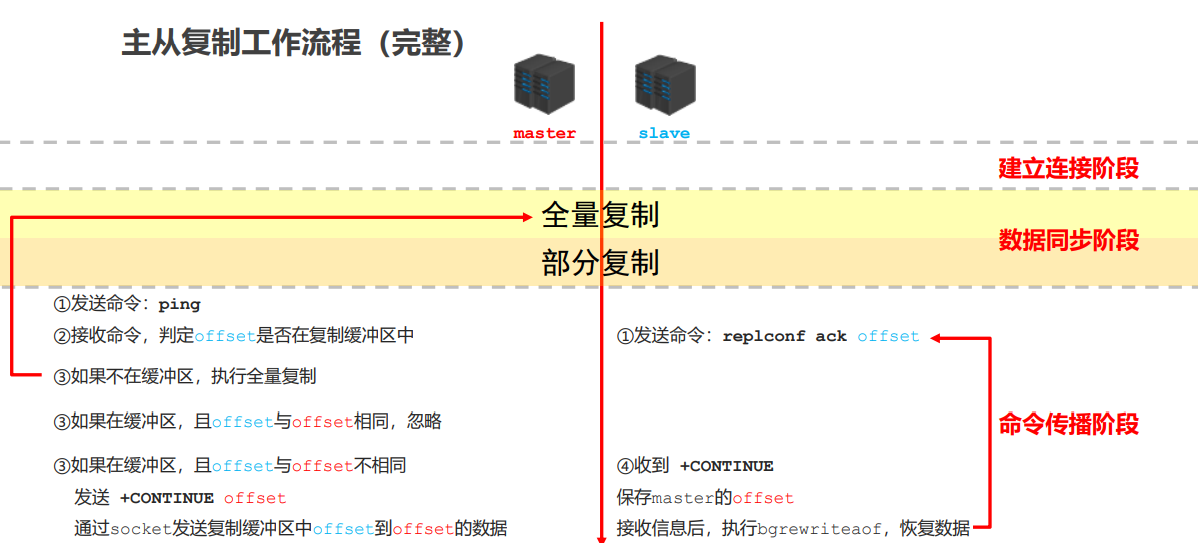 主从复制工作流程（完整）
master
slave
建立连接阶段
全量复制
数据同步阶段
部分复制
①发送命令：ping
②接收命令，判定offset是否在复制缓冲区中
①发送命令：replconf ack offset
③如果不在缓冲区，执行全量复制
③如果在缓冲区，且offset与offset相同，忽略
命令传播阶段
③如果在缓冲区，且offset与offset不相同
发送 +CONTINUE offset
通过socket发送复制缓冲区中offset到offset的数据
④收到 +CONTINUE
保存master的offset
接收信息后，执行bgrewriteaof，恢复数据